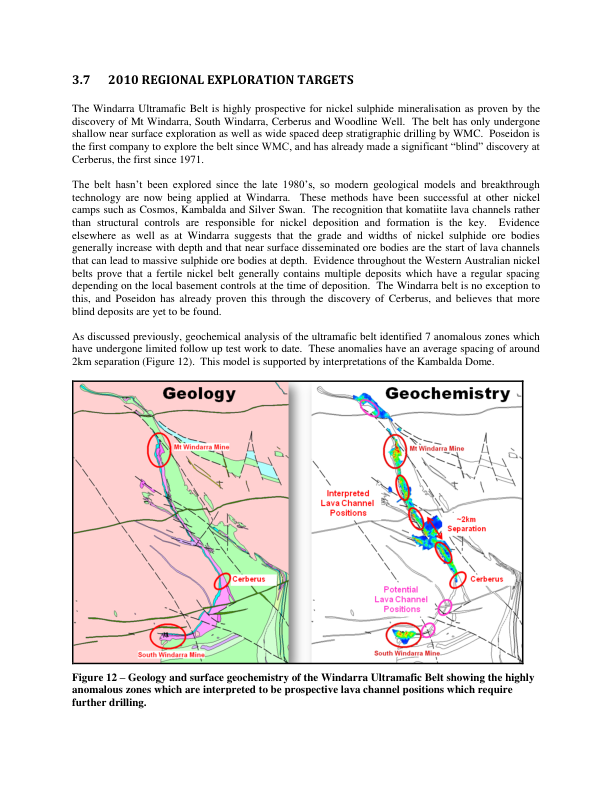 3.7 2010 REGIONAL EXPLORATION TARGETS
The Windarra Ultramafic Belt is highly prospective for nickel sulphide mineralisation as proven by the
discovery of Mt Windarra, South Windarra, Cerberus and Woodline Well. The belt has only undergone
shallow near surface exploration as well as wide spaced deep stratigraphic drilling by WMC. Poseidon is
the first company to explore the belt since WMC, and has already made a significant “blind” discovery at
Cerberus, the first since 1971.
The belt hasn’t been explored since the late 1980’s, so modern geological models and breakthrough
technology are now being applied at Windarra. These methods have been successful at other nickel
camps such as Cosmos, Kambalda and Silver Swan. The recognition that komatiite lava channels rather
than structural controls are responsible for nickel deposition and formation is the key. Evidence
elsewhere as well as at Windarra suggests that the grade and widths of nickel sulphide ore bodies
generally increase with depth and that near surface disseminated ore bodies are the start of lava channels
that can lead to massive sulphide ore bodies at depth. Evidence throughout the Western Australian nickel
belts prove that a fertile nickel belt generally contains multiple deposits which have a regular spacing
depending on the local basement controls at the time of deposition. The Windarra belt is no exception to
this, and Poseidon has already proven this through the discovery of Cerberus, and believes that more
blind deposits are yet to be found.
As discussed previously, geochemical analysis of the ultramafic belt identified 7 anomalous zones which
have undergone limited follow up test work to date. These anomalies have an average spacing of around
2km separation (Figure 12). This model is supported by interpretations of the Kambalda Dome.
Geology
Mt Windarra Mine
Cerberus
South Windarra Mine
Geochemistry
Mt Windarra Mine
Interpreted
Lava Channel
Positions
~2km
Separation
Cerberus
Potential
Lava Channel
Positions
South Windarra Mine
Figure 12 – Geology and surface geochemistry of the Windarra Ultramafic Belt showing the highly
anomalous zones which are interpreted to be prospective lava channel positions which require
further drilling.